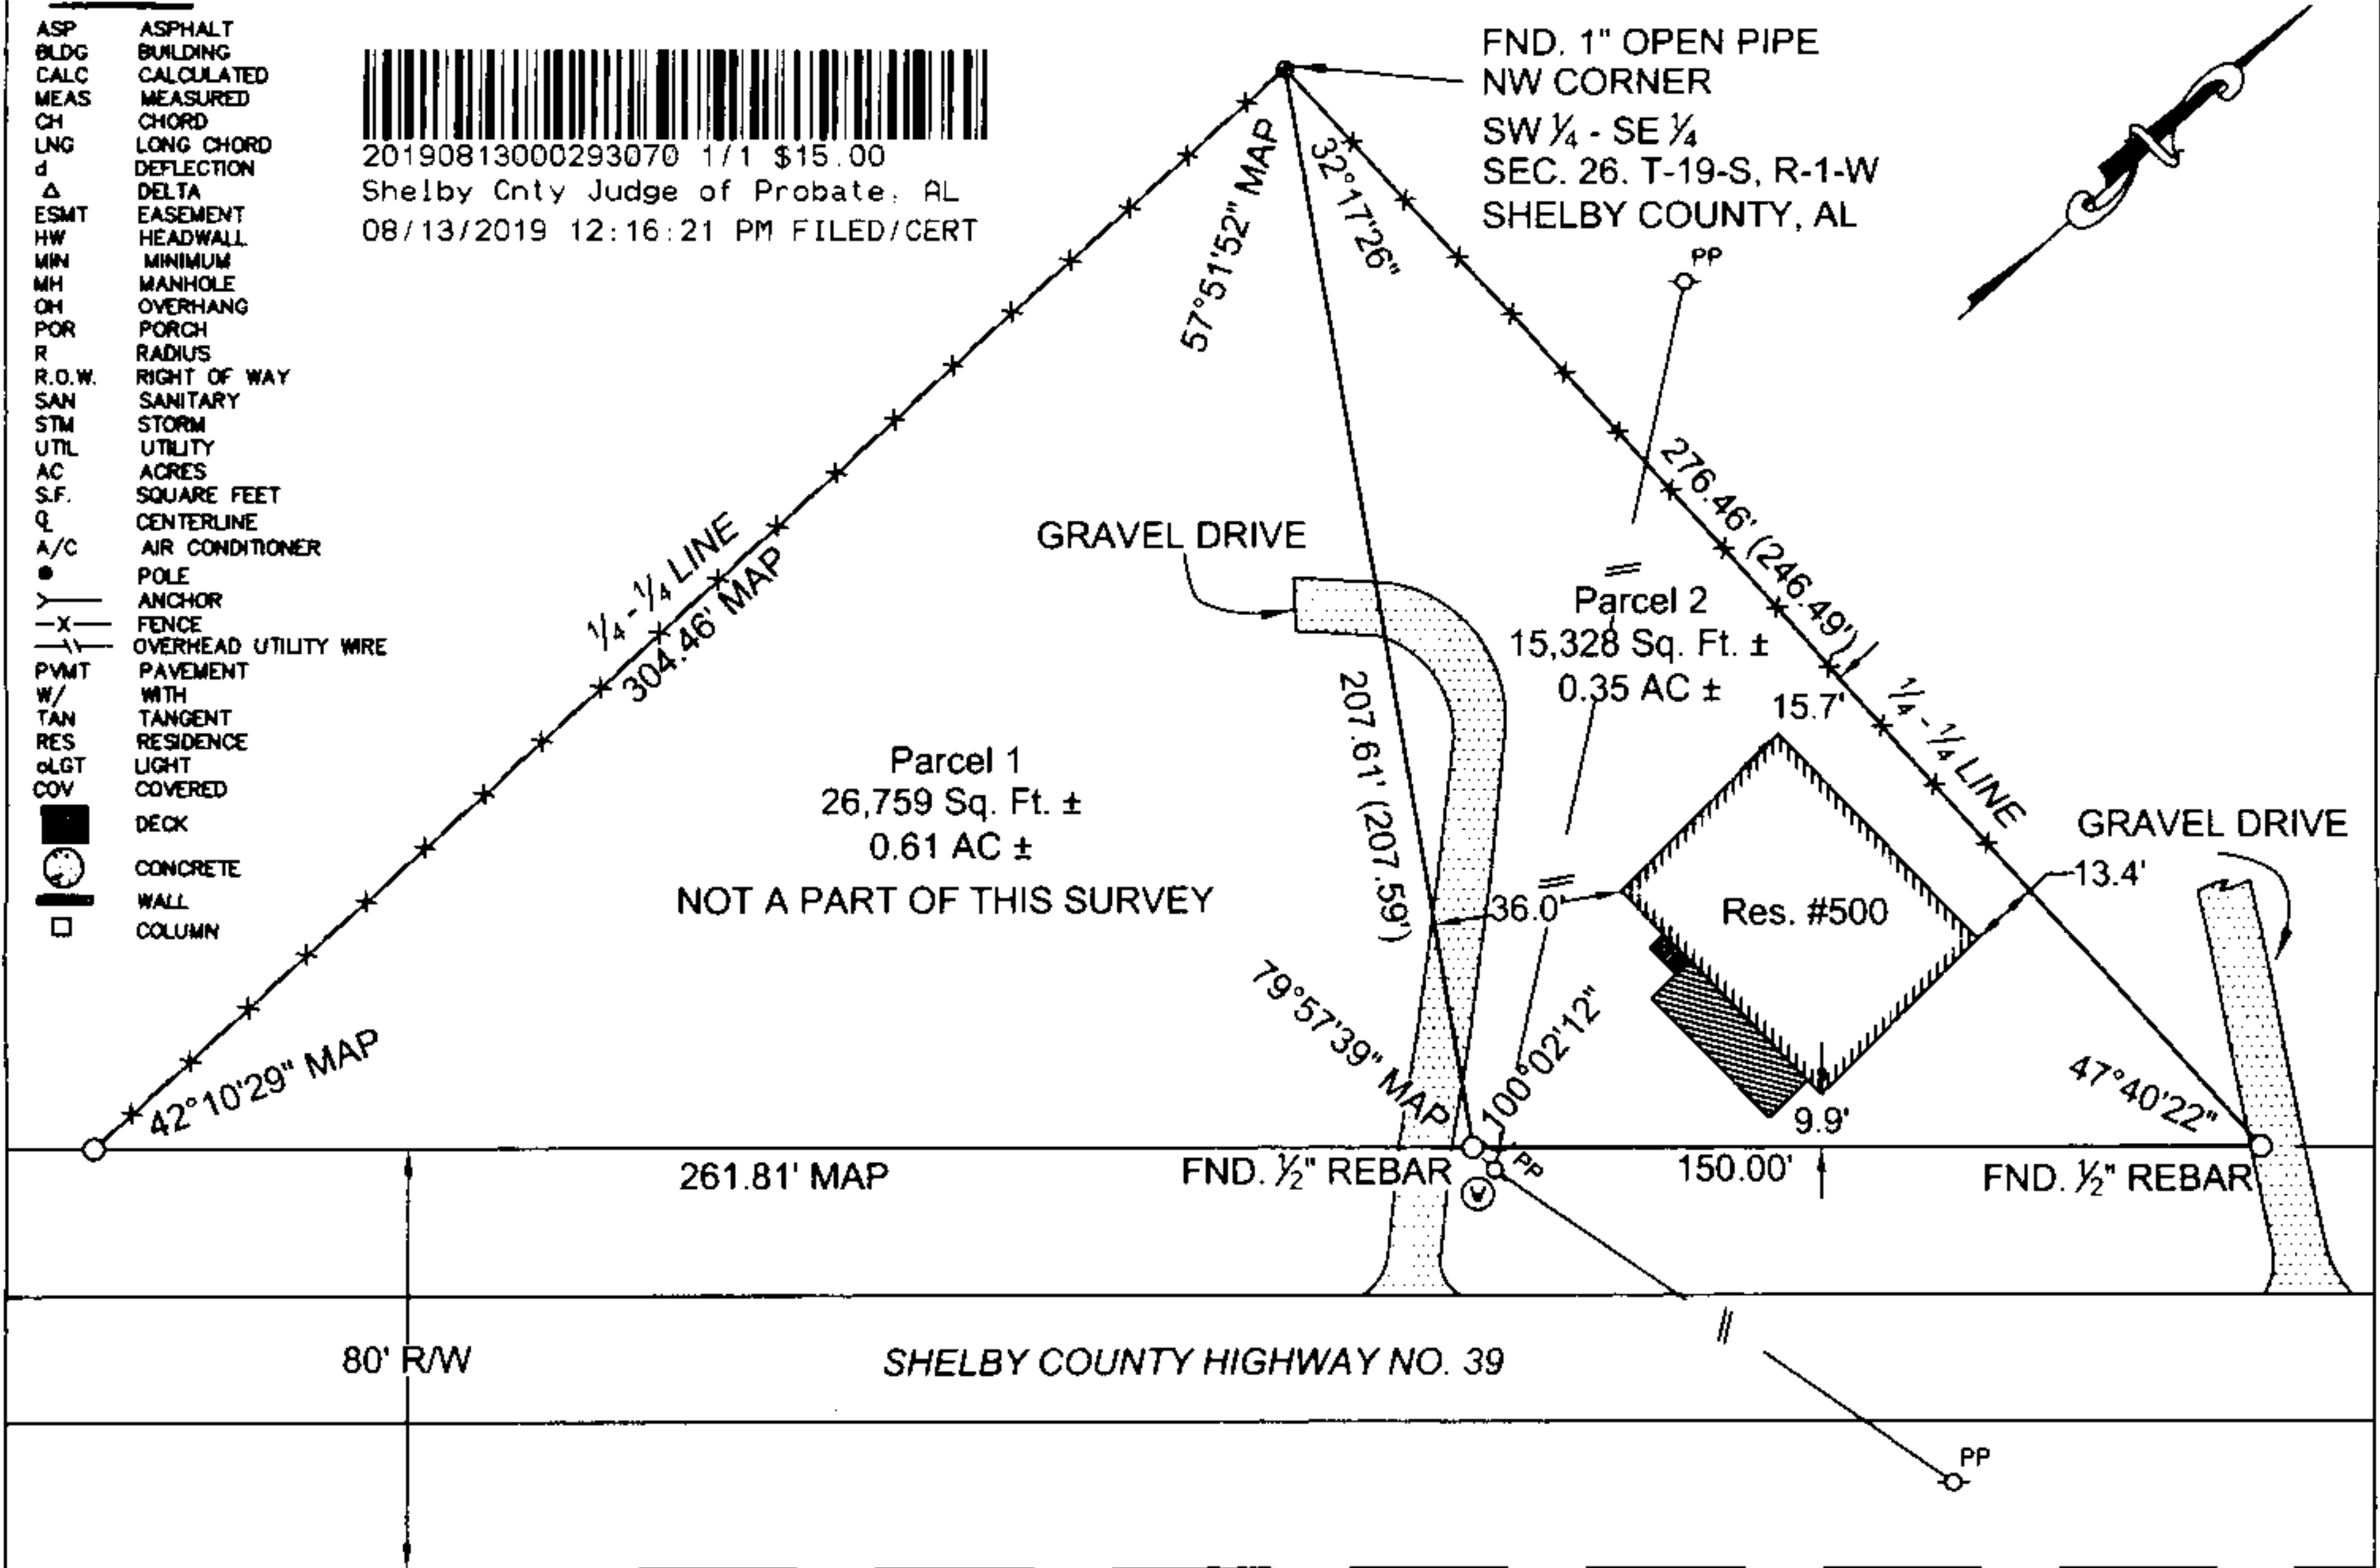 ASP ASPHALT
BLDG BUILDING
CALC CALCULATED
MEAS MEASURED
CH CHORD
LNG LONG CHORD
d DEFLECTION
Δ DELTA
ESMT EASEMENT
HW HEADWALL
MIN MINIMUM
MH MANHOLE
OH OVERHANG
POR PORCH
R RADIUS
R.O.W. RIGHT OF WAY
SAN SANITARY
STM STORM
UTIL UTILITY
AC ACRES
S.F. SQUARE FEET
℄ CENTERLINE
A/C AIR CONDITIONER
POLE
ANCHOR
X FENCE
OVERHEAD UTILITY WIRE
PVMT PAVEMENT
W/ WITH
TAN TANGENT
RES RESIDENCE
oLGT LIGHT
COV COVERED
DECK
CONCRETE
WALL
COLUMN
20190813000293070 1/1 $15.00
Shelby Cnty Judge of Probate, AL
08/13/2019 12:16:21 PM FILED/CERT
FND. 1" OPEN PIPE
NW CORNER
SW ¼ - SE ¼
SEC. 26. T-19-S, R-1-W
SHELBY COUNTY, AL
PP
57°51'52" MAP
32°17'26"
¼ - ¼ LINE
304.46' MAP
GRAVEL DRIVE
276.46' (246.49')
Parcel 2
15,328 Sq. Ft. ±
0.35 AC ±
15.7'
¼ - ¼ LINE
207.61' (207.59')
Parcel 1
26,759 Sq. Ft. ±
0.61 AC ±
NOT A PART OF THIS SURVEY
GRAVEL DRIVE
13.4'
36.0'
Res. #500
42°10'29" MAP
79°57'39" MAP
100°02'12"
9.9'
47°40'22"
261.81' MAP
FND. ½" REBAR
PP
W
150.00'
FND. ½" REBAR
80' R/W
SHELBY COUNTY HIGHWAY NO. 39
PP